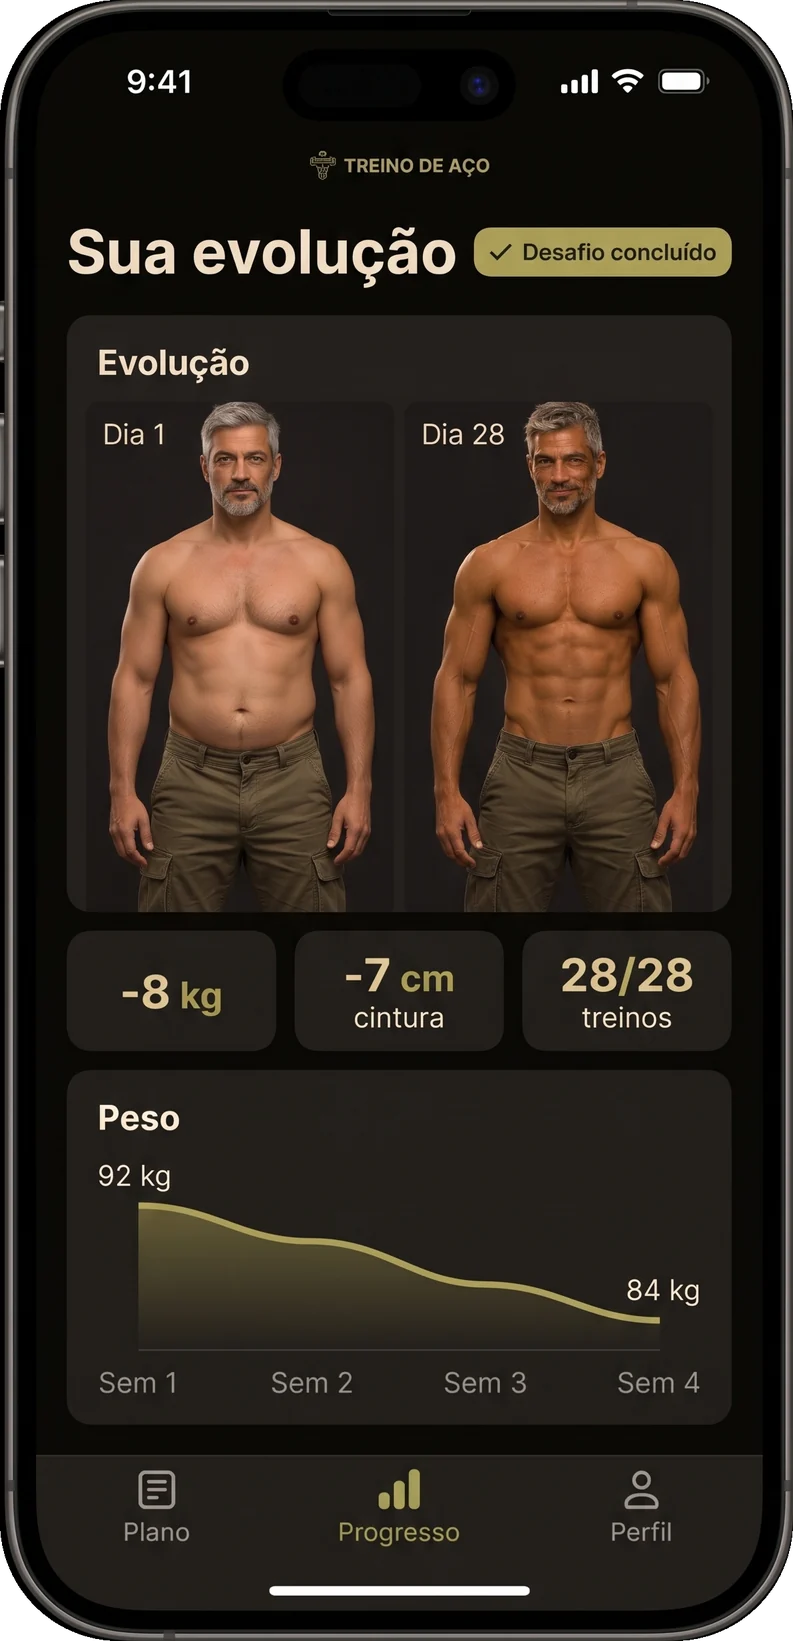 9:41
TREINO DE AÇO
Sua evolução
Desafio concluído
Evolução
Dia 1
Dia 28
-8 kg
-7 cm
cintura
28/28
treinos
Peso
92 kg
84 kg
Sem 1
Sem 2
Sem 3
Sem 4
Plano
Progresso
Perfil